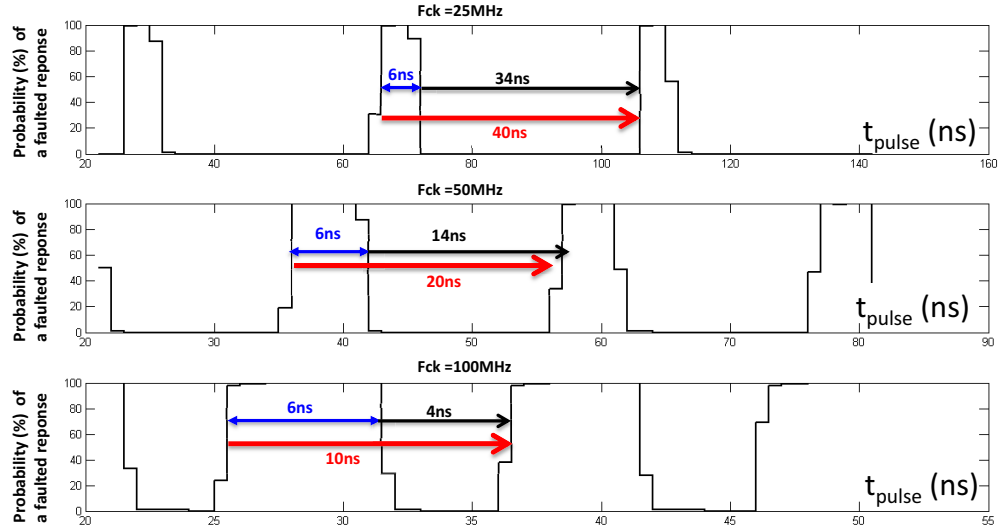 Fck =25MHz
Probability (%) of
a faulted reponse
100
80
60
40
20
0
6ns
34ns
40ns
t_pulse (ns)
20 40 60 80 100 120 140 160
Fck =50MHz
Probability (%) of
a faulted reponse
100
80
60
40
20
0
6ns
14ns
20ns
t_pulse (ns)
20 30 40 50 60 70 80 90
Fck =100MHz
Probability (%) of
a faulted reponse
100
80
60
40
20
0
6ns
4ns
10ns
t_pulse (ns)
20 25 30 35 40 45 50 55